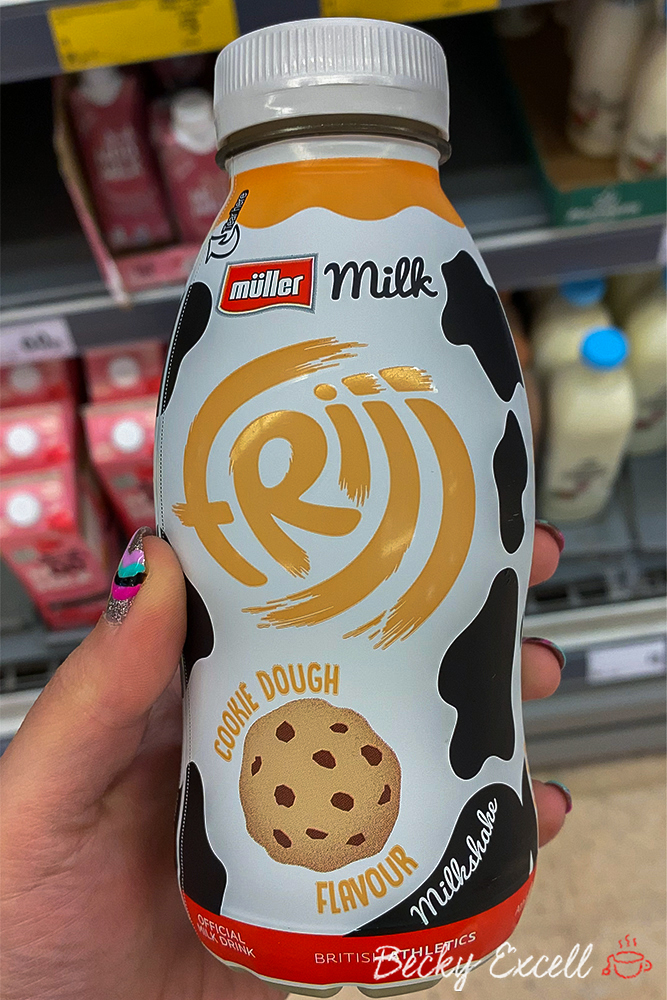 müller Milk
FRijj
COOKIE DOUGH
FLAVOUR
Milkshake
OFFICIAL
MILK DRINK
BRITISH ATHLETICS
Becky Excell